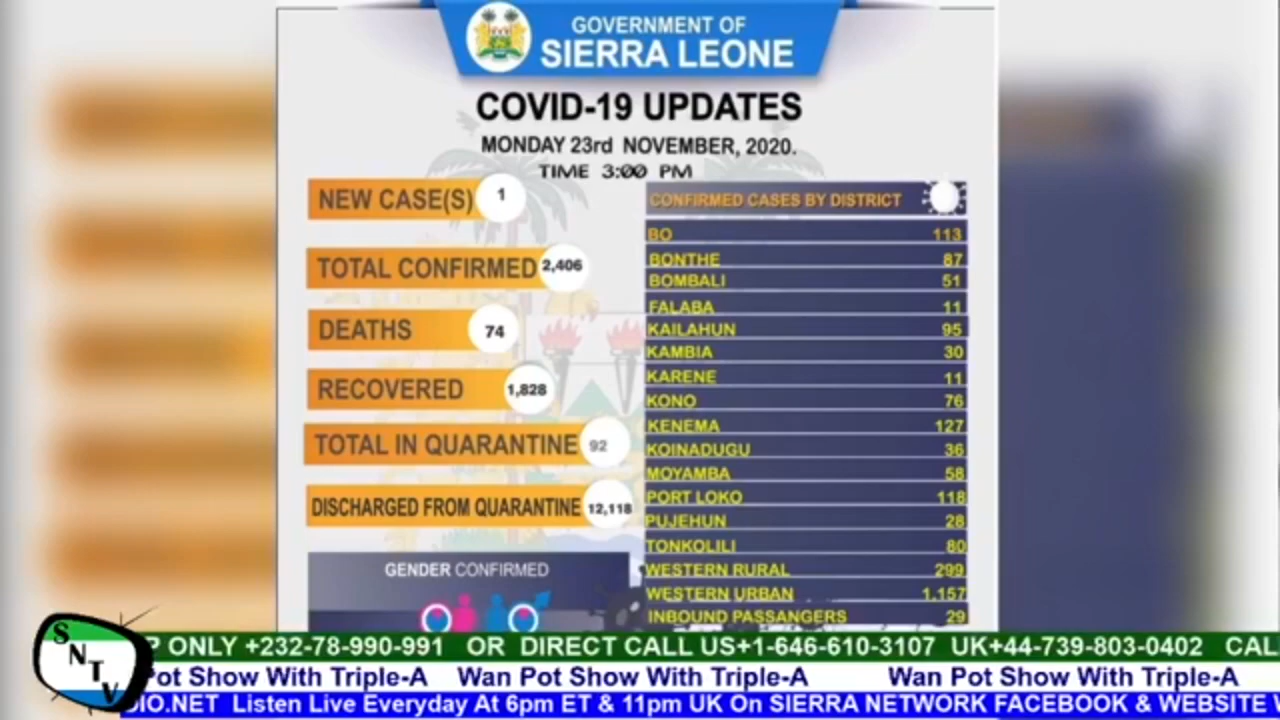 GOVERNMENT OF
SIERRA LEONE
COVID-19 UPDATES
MONDAY 23rd NOVEMBER, 2020.
TIME 3:00 PM
NEW CASE(S) 1
TOTAL CONFIRMED 2,406
DEATHS 74
RECOVERED 1,828
TOTAL IN QUARANTINE 92
DISCHARGED FROM QUARANTINE 12,118
GENDER CONFIRMED
CONFIRMED CASES BY DISTRICT
BO 113
BONTHE 87
BOMBALI 51
FALABA 11
KAILAHUN 95
KAMBIA 30
KARENE 11
KONO 76
KENEMA 127
KOINADUGU 36
MOYAMBA 58
PORT LOKO 118
PUJEHUN 28
TONKOLILI 80
WESTERN RURAL 299
WESTERN URBAN 1,157
INBOUND PASSANGERS 29
SNTV
P ONLY +232-78-990-991 OR DIRECT CALL US+1-646-610-3107 UK+44-739-803-0402 CAL
Pot Show With Triple-A Wan Pot Show With Triple-A Wan Pot Show With Triple-A
DIO.NET Listen Live Everyday At 6pm ET & 11pm UK On SIERRA NETWORK FACEBOOK & WEBSITE